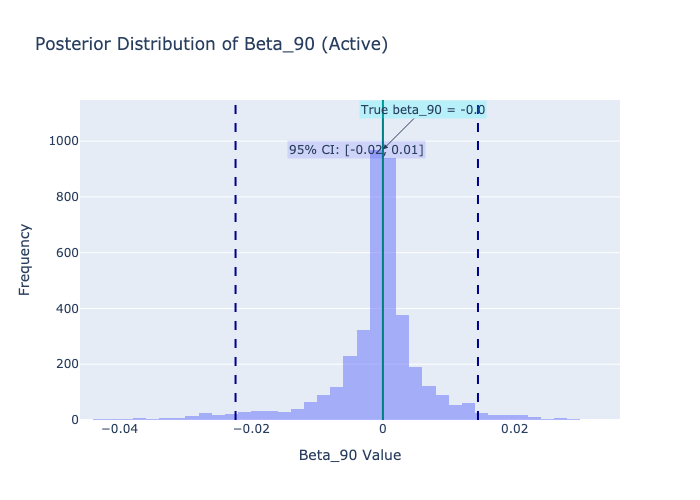 Posterior Distribution of Beta_90 (Active)
True beta_90 = -0.0
95% CI: [-0.02, 0.01]
1000
800
600
400
200
0
Frequency
−0.04
−0.02
0
0.02
Beta_90 Value